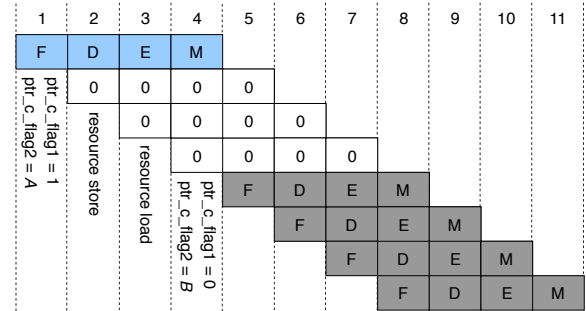 1 2 3 4 5 6 7 8 9 10 11
F D E M
0 0 0 0
0 0 0 0
0 0 0 0
F D E M
F D E M
F D E M
F D E M
ptr_c_flag1 = 1
ptr_c_flag2 = A
resource store
resource load
ptr_c_flag1 = 0
ptr_c_flag2 = B